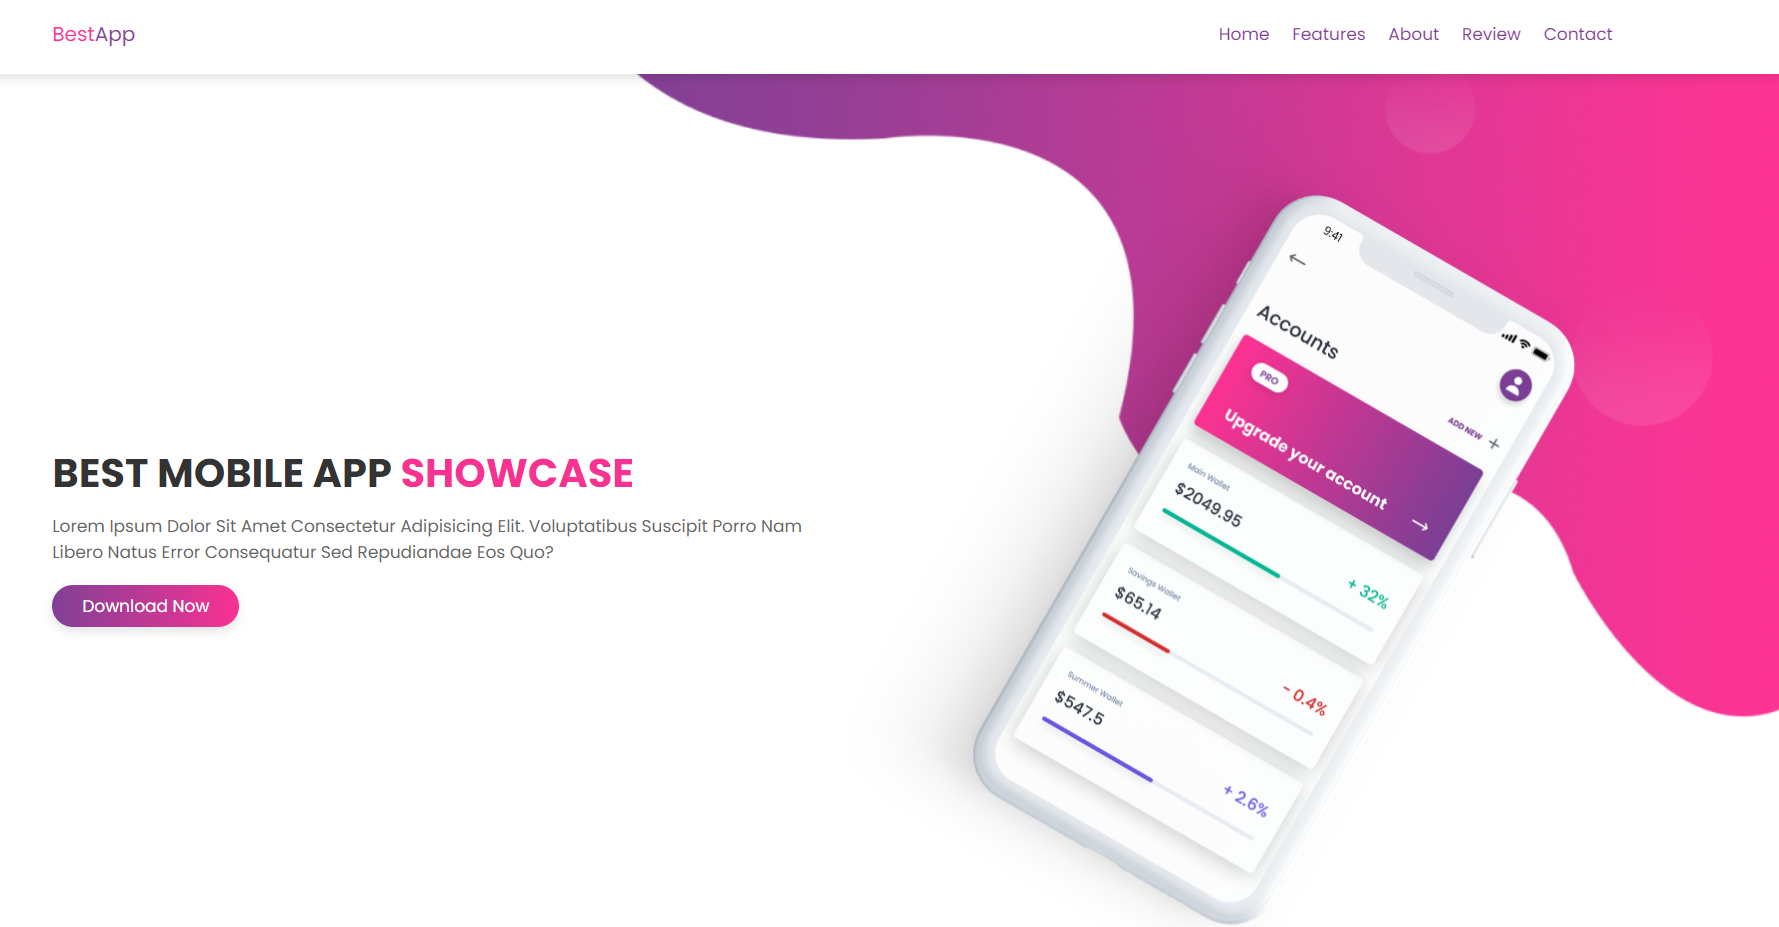 BestApp
Home Features About Review Contact
BEST MOBILE APP SHOWCASE
Lorem Ipsum Dolor Sit Amet Consectetur Adipisicing Elit. Voluptatibus Suscipit Porro Nam
Libero Natus Error Consequatur Sed Repudiandae Eos Quo?
Download Now
9:41
Accounts
ADD NEW +
PRO
Upgrade your account
Main Wallet
$2049.95
+ 32%
Savings Wallet
$65.14
- 0.4%
Summer Wallet
$547.5
+ 2.6%